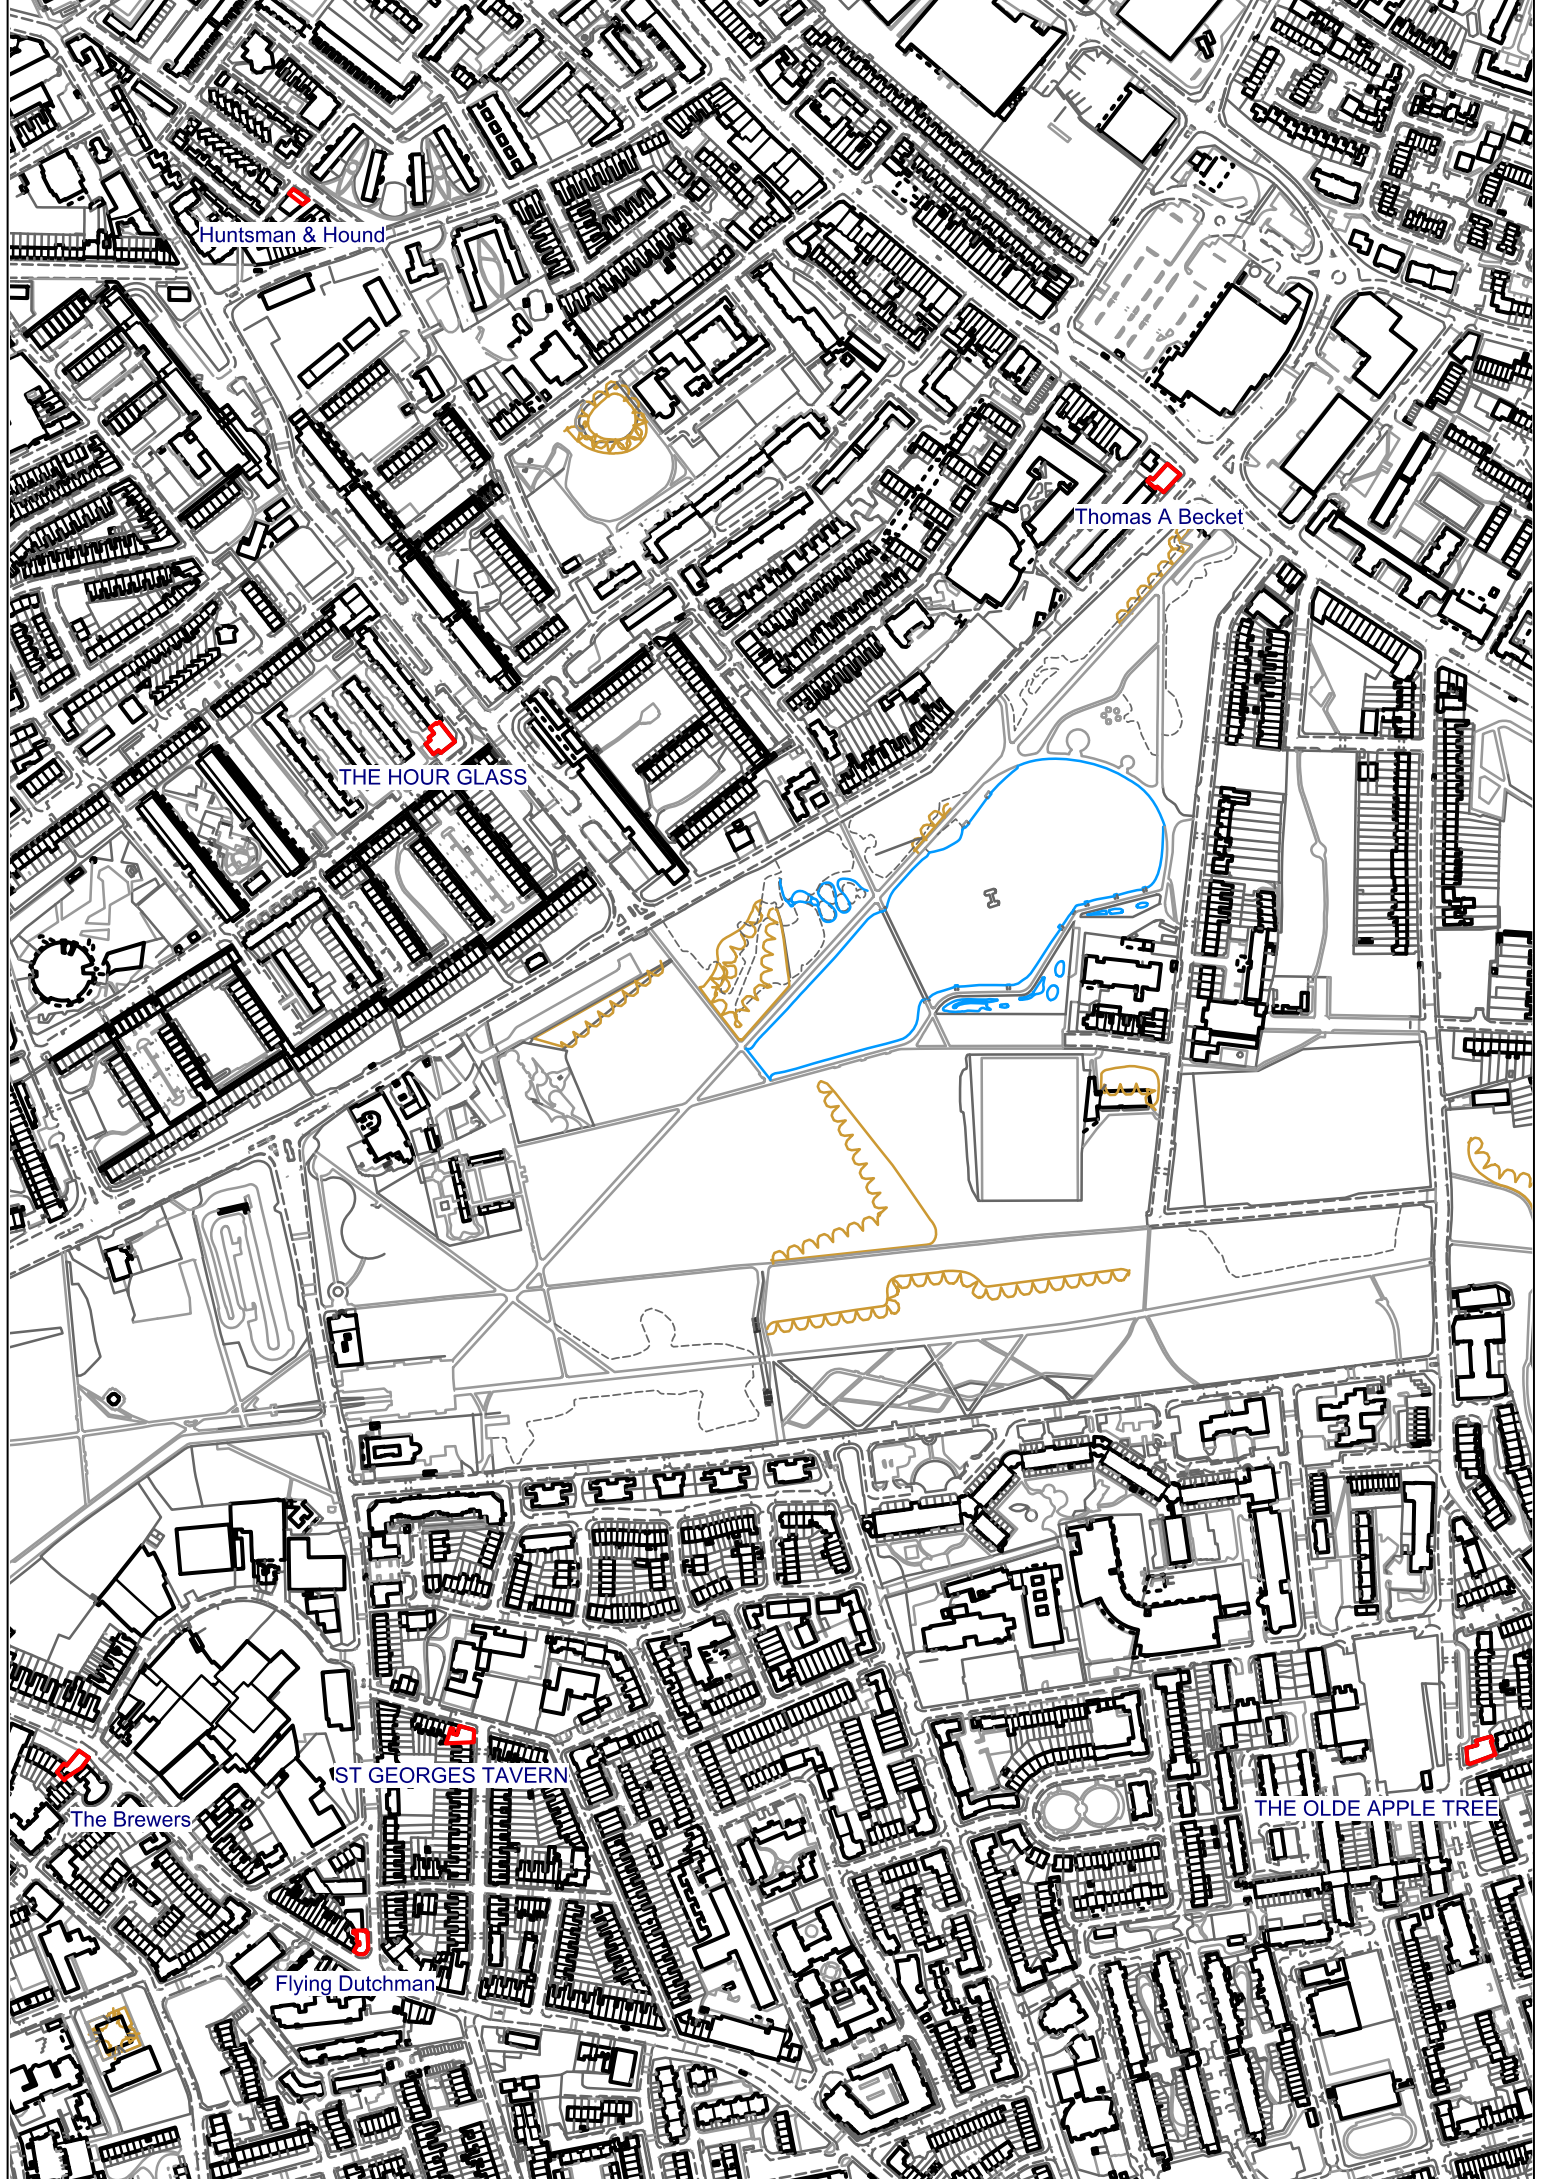 Huntsman & Hound
Thomas A Becket
THE HOUR GLASS
ST GEORGES TAVERN
THE OLDE APPLE TREE
The Brewers
Flying Dutchman